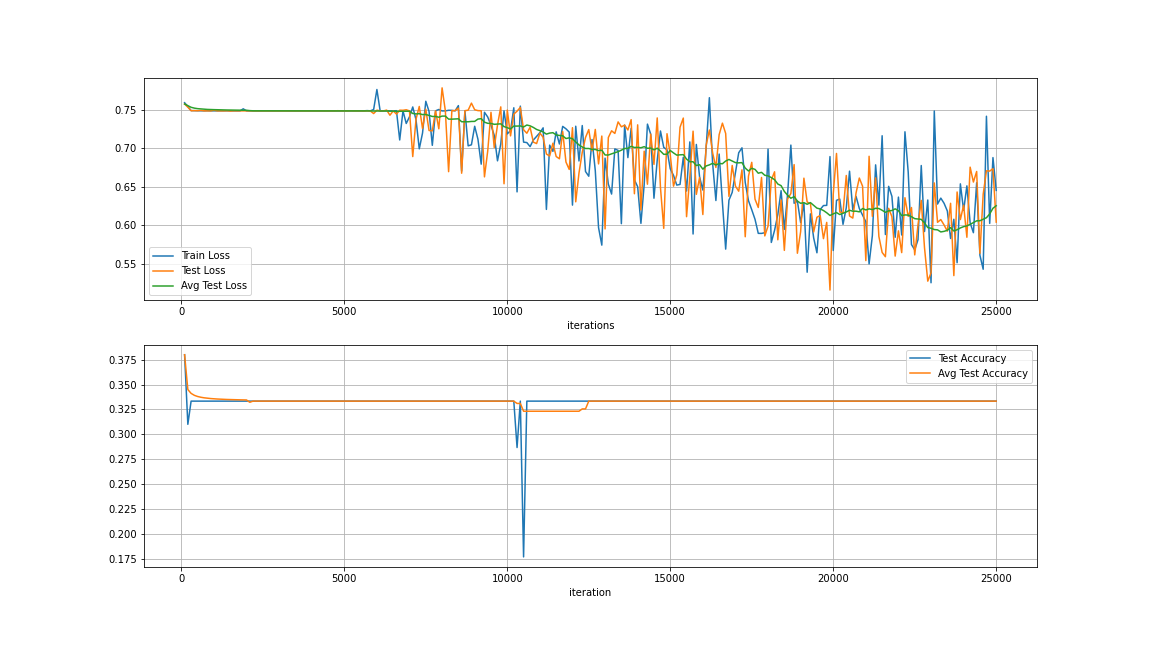 0.75
0.70
0.65
0.60
0.55
Train Loss
Test Loss
Avg Test Loss
0 5000 10000 15000 20000 25000
iterations
0.375
0.350
0.325
0.300
0.275
0.250
0.225
0.200
0.175
Test Accuracy
Avg Test Accuracy
0 5000 10000 15000 20000 25000
iteration